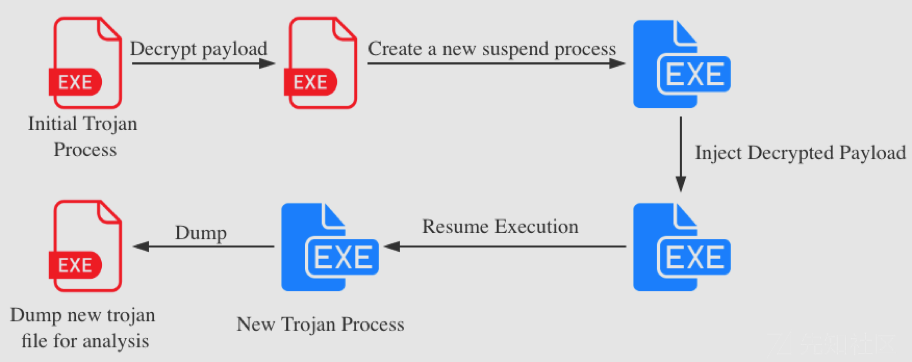 Decrypt payload
Create a new suspend process
EXE
EXE
EXE
Initial Trojan
Process
Inject Decrypted Payload
Dump
Resume Execution
EXE
EXE
EXE
Dump new trojan
file for analysis
New Trojan Process